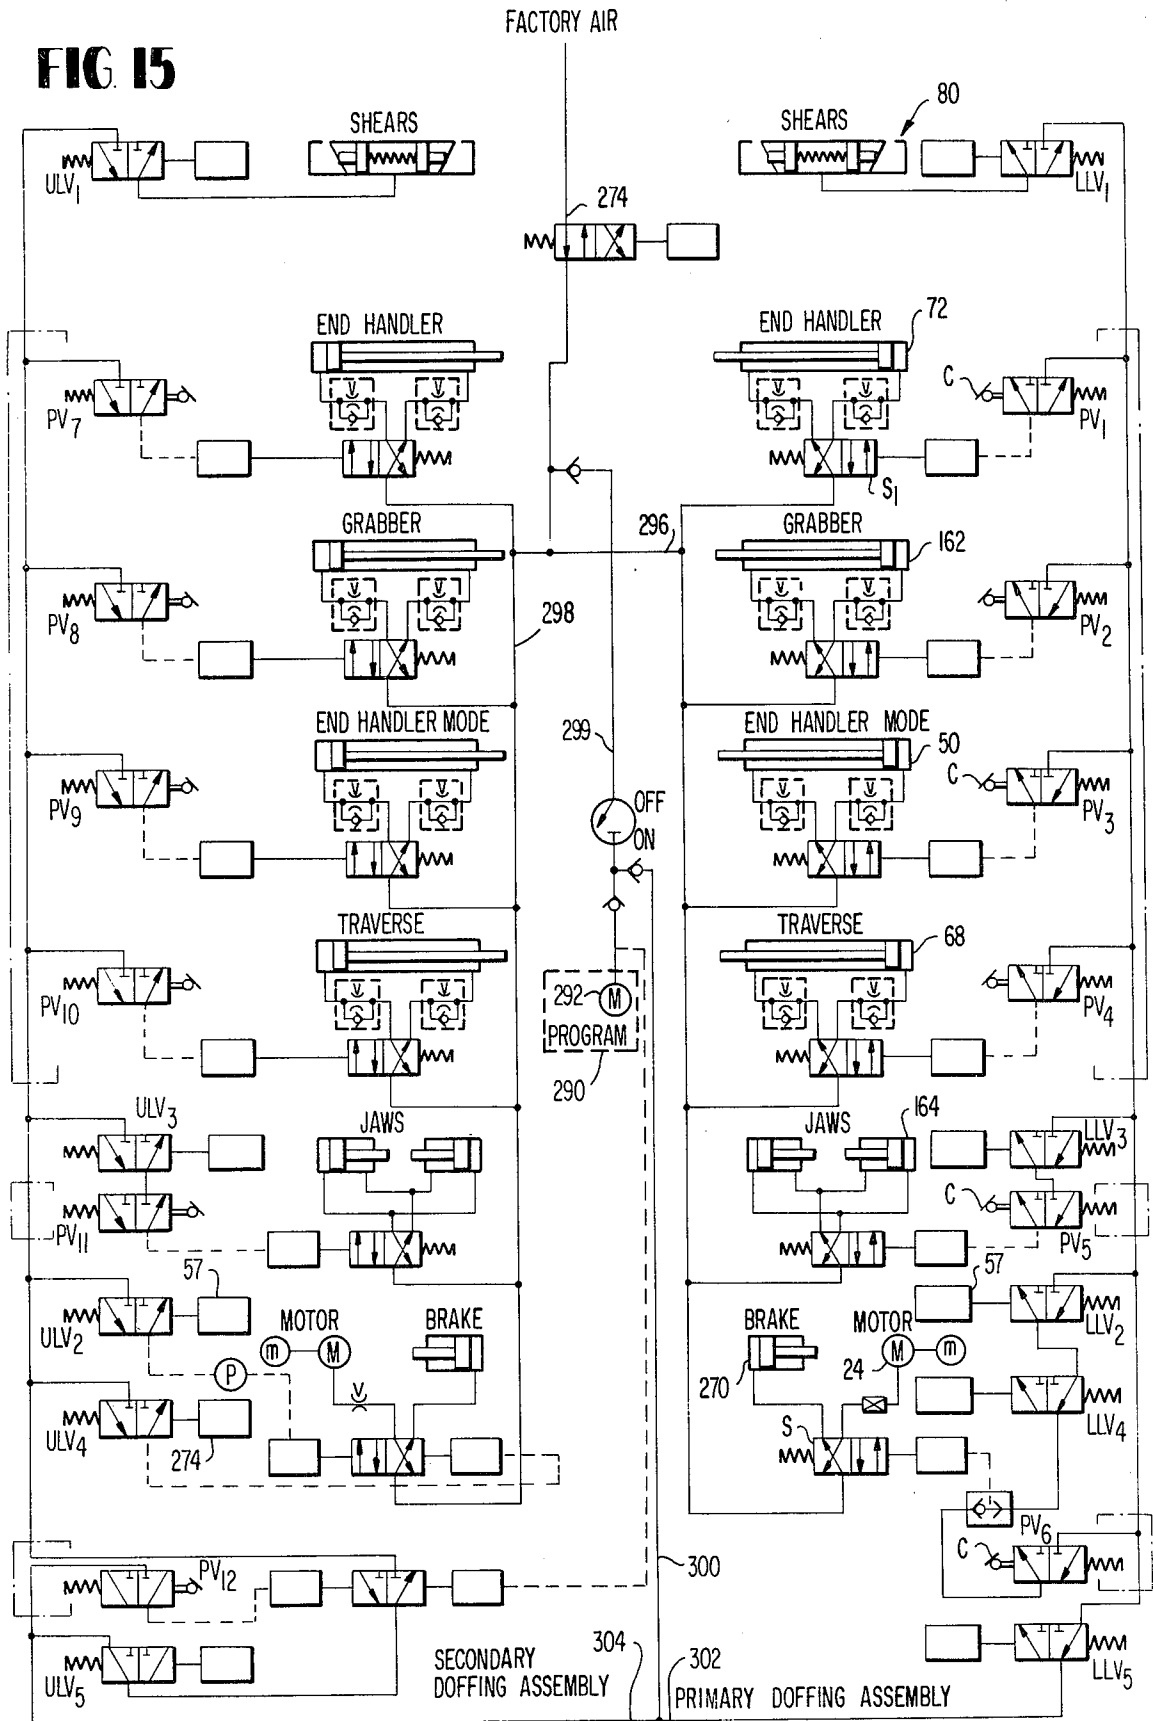 FACTORY AIR
FIG. 15
SHEARS
SHEARS
80
ULV1
LLV1
274
END HANDLER
END HANDLER
72
C
PV7
PV1
S1
GRABBER
296
GRABBER
162
PV8
PV2
298
END HANDLER MODE
END HANDLER MODE
299
50
C
PV9
OFF
ON
PV3
TRAVERSE
TRAVERSE
68
292
M
PV10
PROGRAM
PV4
290
ULV3
JAWS
JAWS
164
LLV3
C
PV11
PV5
57
57
ULV2
MOTOR
BRAKE
BRAKE
MOTOR
LLV2
m
M
M
m
P
270
24
V
ULV4
274
S
LLV4
PV6
C
PV12
300
ULV5
SECONDARY
DOFFING ASSEMBLY
304
302
PRIMARY DOFFING ASSEMBLY
LLV5
V V V V
V V V V
V V V V
V V V V